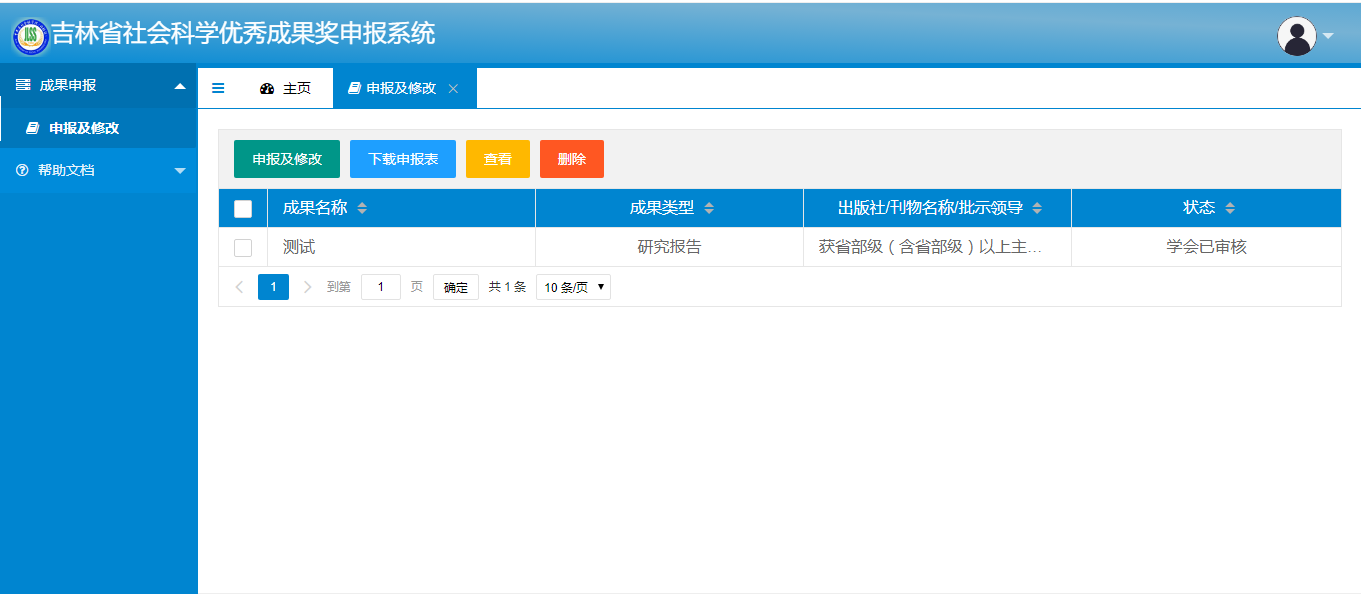 JLSS
吉林省社会科学优秀成果奖申报系统
成果申报
主页
申报及修改
申报及修改
帮助文档
申报及修改 下载申报表 查看 删除
成果名称 成果类型 出版社/刊物名称/批示领导 状态
测试 研究报告 获省部级（含省部级）以上主... 学会已审核
1 到第 1 页 确定 共 1 条 10 条/页